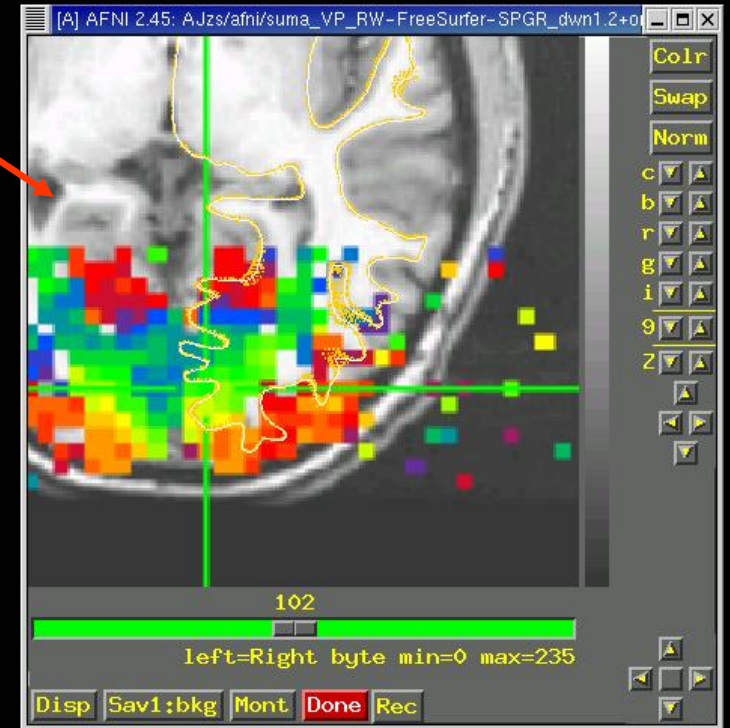 [A] AFNI 2.45: AJzs/afni/suma_VP_RW-FreeSurfer-SPGR_dwn1.2+o
Colr
Swap
Norm
c
b
r
g
i
9
Z
102
left=Right byte min=0 max=235
Disp Sav1:bkg Mont Done Rec